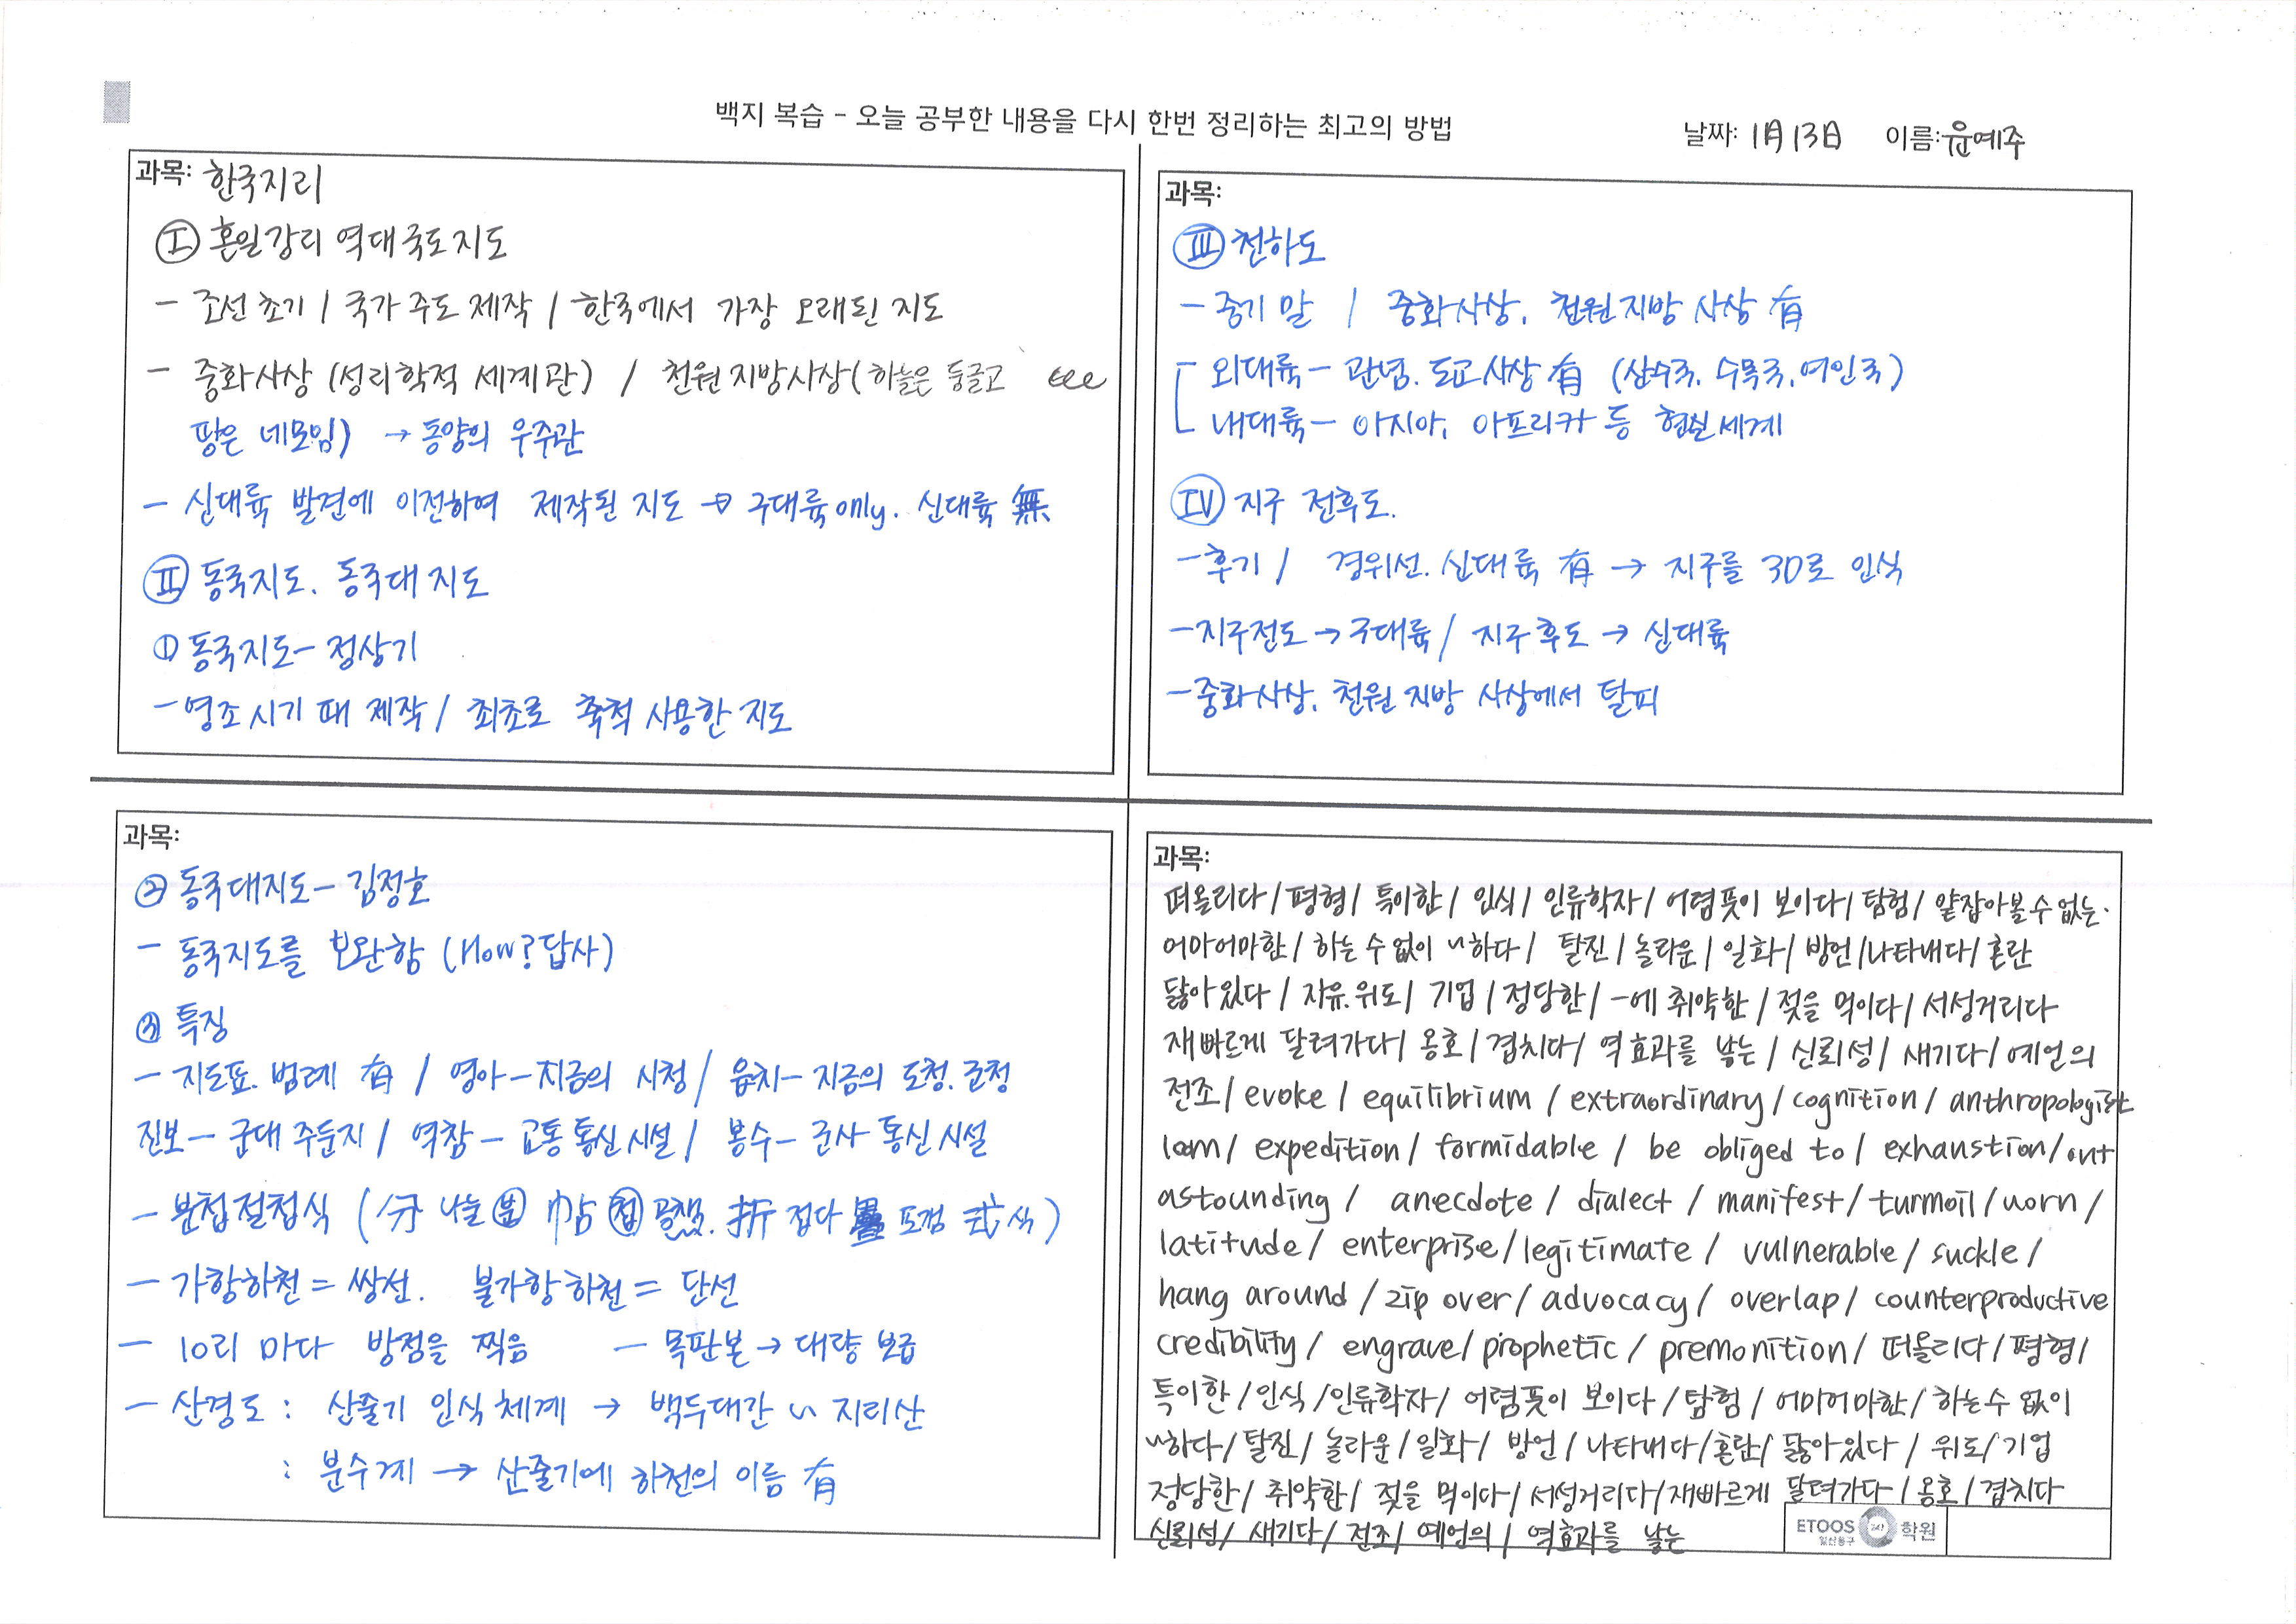 백지 복습 - 오늘 공부한 내용을 다시 한번 정리하는 최고의 방법
날짜: 1月13日 이름: 윤예주
과목: 한국지리
Ⅰ 혼일강리 역대국도지도
- 조선 초기 / 국가 주도 제작 / 한국에서 가장 오래된 지도
- 중화사상 (성리학적 세계관) / 천원지방사상(하늘은 둥글고
땅은 네모임) → 동양의 우주관
- 신대륙 발견에 이전하여 제작된 지도 → 구대륙 only. 신대륙 無
Ⅱ 동국지도. 동국대지도
① 동국지도 - 정상기
- 영조 시기 때 제작 / 최초로 축척 사용한 지도
과목:
Ⅲ 천하도
- 중기 말 / 중화사상. 천원지방 사상 有
외대륙 - 관념. 도교사상 有 (삼수국. 수목국. 여인국)
내대륙 - 아시아, 아프리카 등 현실세계
Ⅳ 지구 전후도.
- 후기 / 경위선. 신대륙 有 → 지구를 3D로 인식
- 지구전도 → 구대륙 / 지구후도 → 신대륙
- 중화사상. 천원 지방 사상에서 탈피
과목:
② 동국대지도 - 김정호
- 동국지도를 보완함 (How? 답사)
③ 특징
- 지도표. 범례 有 / 영아 - 지금의 시청 / 읍치 - 지금의 도청. 군청
진보 - 군대 주둔지 / 역참 - 교통 통신 시설 / 봉수 - 군사 통신 시설
- 분첩절첩식 (分 나눌 분 첩 折 접다 式 식)
- 가항하천 = 쌍선. 불가항하천 = 단선
- 10리 마다 방점을 찍음 - 목판본 → 대량 보급
- 산경도 : 산줄기 인식 체계 → 백두대간 ~ 지리산
: 분수계 → 산줄기에 하천의 이름 有
과목:
떠올리다 / 평형 / 특이한 / 인식 / 인류학자 / 어렴풋이 보이다 / 탐험 / 얕잡아볼 수 없는.
어마어마한 / 하는 수 없이 ~하다 / 탈진 / 놀라운 / 일화 / 방언 / 나타내다 / 혼란
닳아있다 / 자유. 위도 / 기업 / 정당한 / -에 취약한 / 젖을 먹이다 / 서성거리다
재빠르게 달려가다 / 옹호 / 겹치다 / 역효과를 낳는 / 신뢰성 / 새기다 / 예언의
전조 / evoke / equilibrium / extraordinary / cognition / anthropologist
loom / expedition / formidable / be obliged to / exhaustion /
astounding / anecdote / dialect / manifest / turmoil / worn /
latitude / enterprise / legitimate / vulnerable / suckle /
hang around / zip over / advocacy / overlap / counterproductive
credibility / engrave / prophetic / premonition / 떠올리다 / 평형 /
특이한 / 인식 / 인류학자 / 어렴풋이 보이다 / 탐험 / 어마어마한 / 하는수 없이
~하다 / 탈진 / 놀라운 / 일화 / 방언 / 나타내다 / 혼란 / 닳아있다 / 위도 / 기업
정당한 / 취약한 / 젖을 먹이다 / 서성거리다 / 재빠르게 달려가다 / 옹호 / 겹치다
신뢰성 / 새기다 / 전조 / 예언의 / 역효과를 낳는
ETOOS 247 학원
일산동구